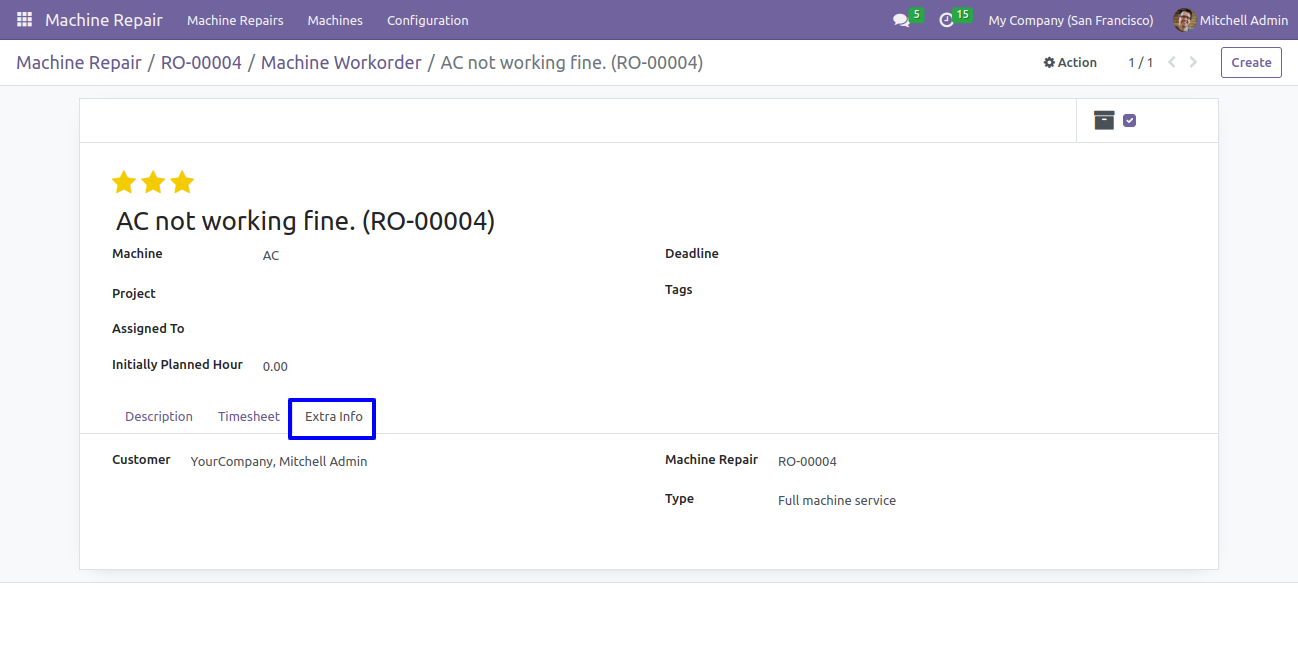 Machine Repair Machine Repairs Machines Configuration 5 15 My Company (San Francisco) Mitchell Admin
Machine Repair / RO-00004 / Machine Workorder / AC not working fine. (RO-00004) Action 1 / 1 Create
AC not working fine. (RO-00004)
Machine AC Deadline
Project Tags
Assigned To
Initially Planned Hour 0.00
Description Timesheet Extra Info
Customer YourCompany, Mitchell Admin Machine Repair RO-00004
Type Full machine service